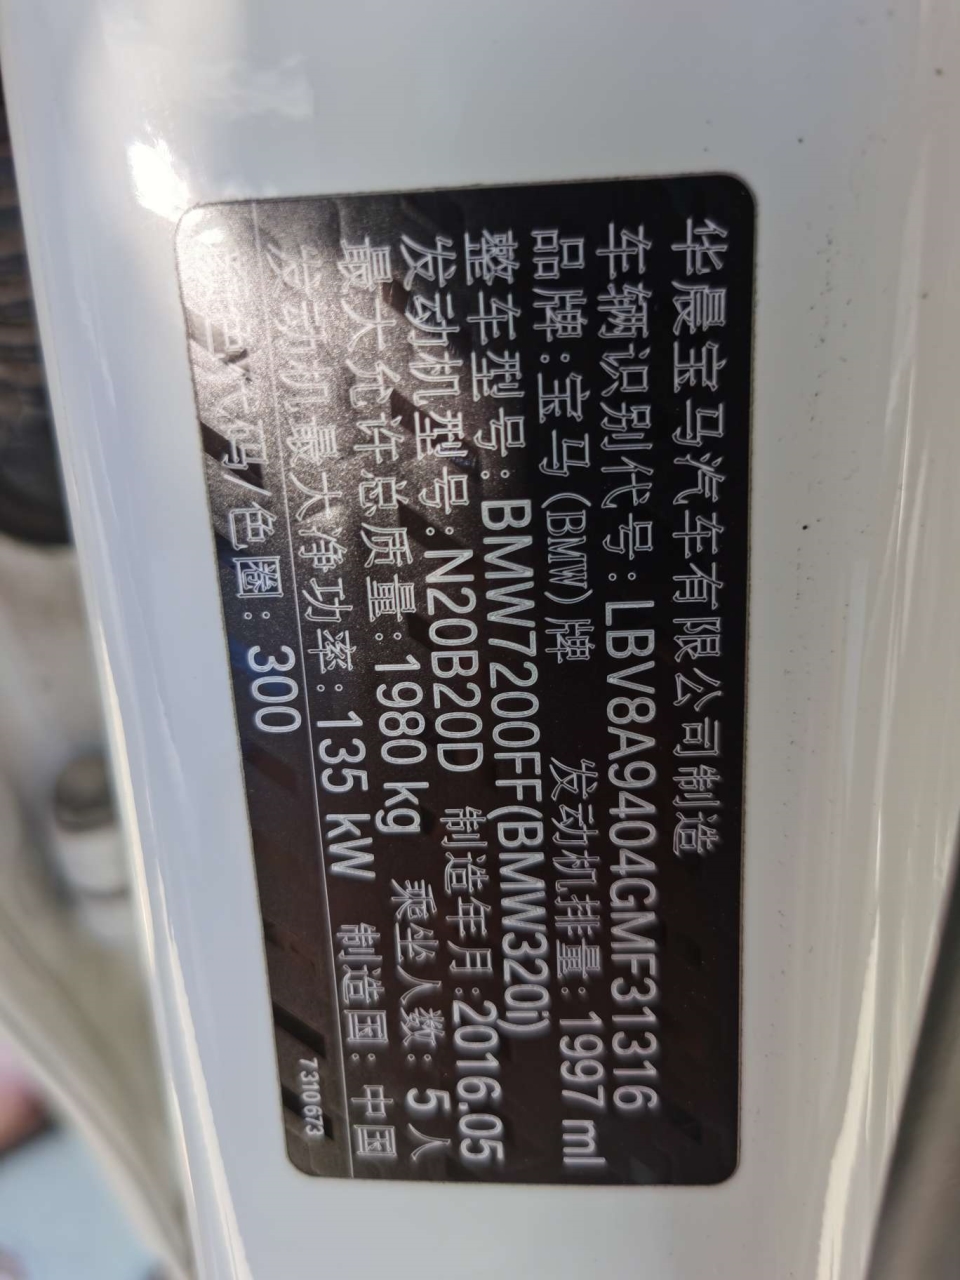 华晨宝马汽车有限公司制造
车辆识别代号:LBV8A9404GMF31316
品牌:宝马(BMW)牌 发动机排量:1997 ml
整车型号:BMW7200FF(BMW320i)
发动机型号:N20B20D 制造年月:2016.05
最大允许总质量:1980 kg 乘坐人数:5人
发动机最大净功率:135 kW 制造国:中国
代码/色圈:300
7310673